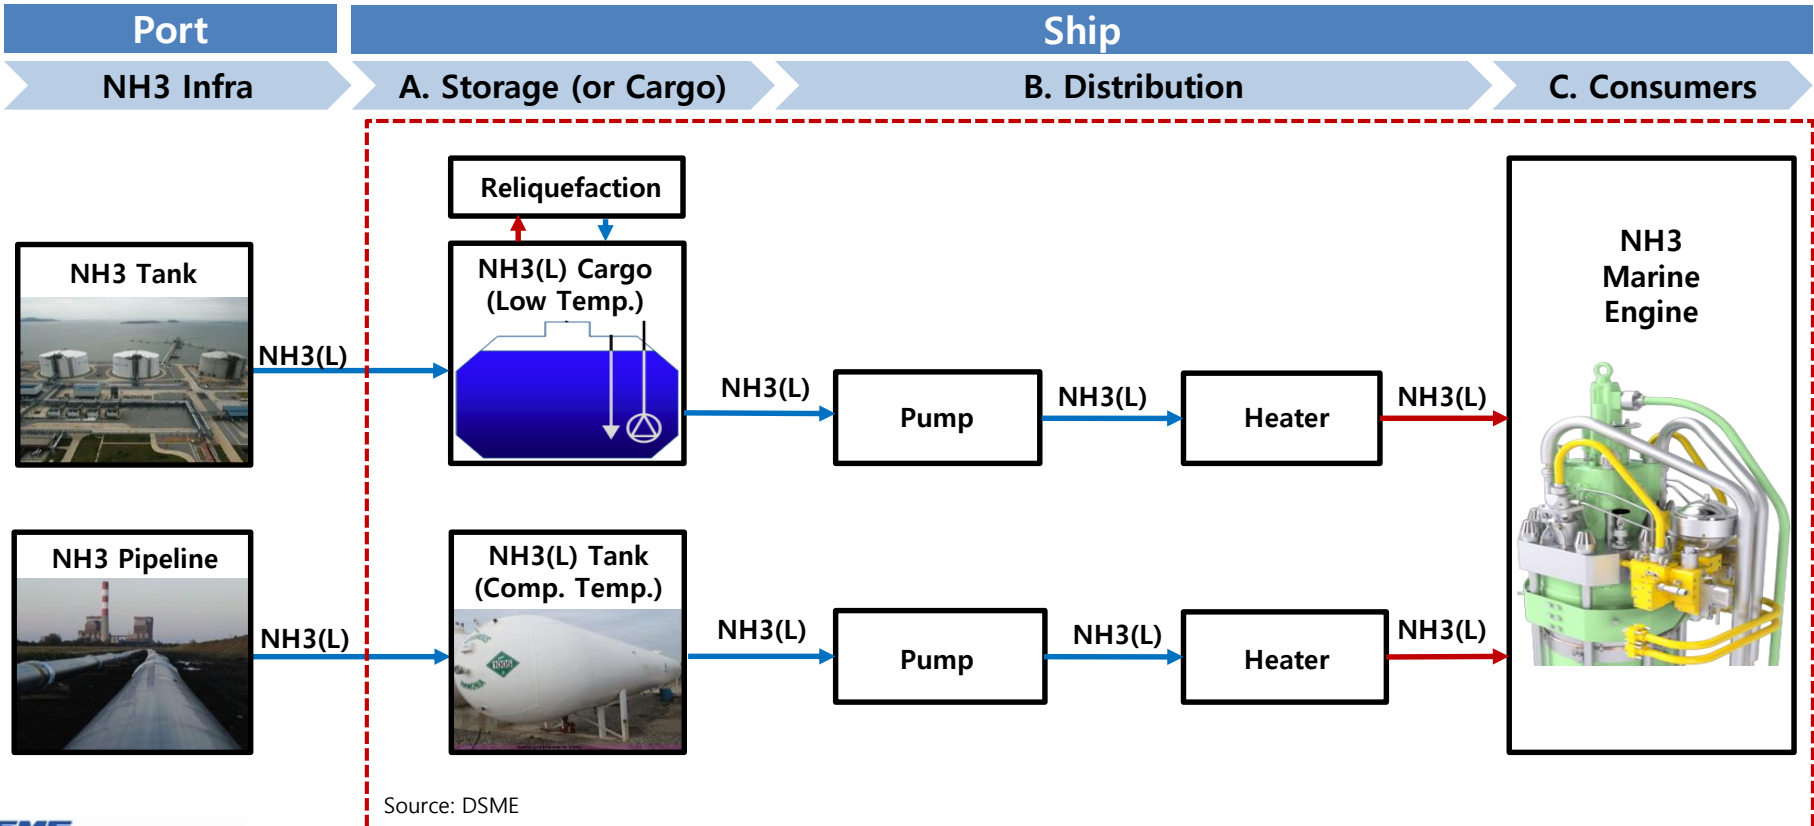 Port
Ship
NH3 Infra
A. Storage (or Cargo)
B. Distribution
C. Consumers
Reliquefaction
NH3 Tank
NH3(L)
NH3(L) Cargo
(Low Temp.)
NH3(L)
Pump
NH3(L)
Heater
NH3(L)
NH3
Marine
Engine
NH3 Pipeline
NH3(L)
NH3(L) Tank
(Comp. Temp.)
1005
AMMONIA
NH3(L)
Pump
NH3(L)
Heater
NH3(L)
Source: DSME